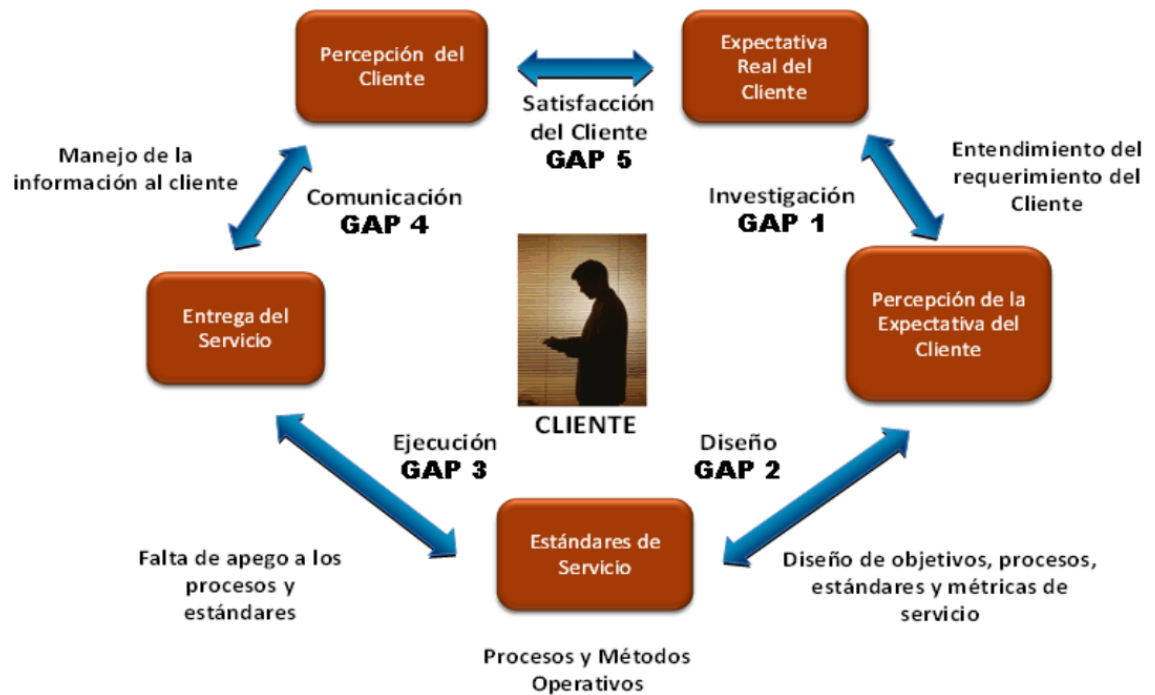 Percepción del
Cliente
Expectativa
Real del
Cliente
Satisfacción
del Cliente
GAP 5
Manejo de la
información al cliente
Comunicación
GAP 4
Investigación
GAP 1
Entendimiento del
requerimiento del
Cliente
Entrega del
Servicio
Percepción de la
Expectativa del
Cliente
CLIENTE
Ejecución
GAP 3
Diseño
GAP 2
Estándares de
Servicio
Falta de apego a los
procesos y
estándares
Diseño de objetivos, procesos,
estándares y métricas de
servicio
Procesos y Métodos
Operativos